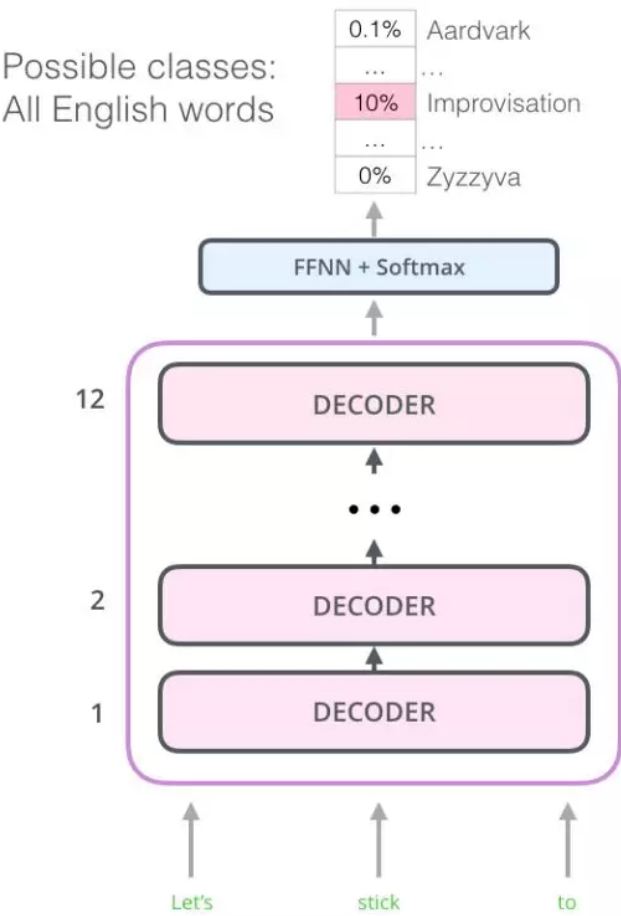 Possible classes:
All English words
0.1% Aardvark
... ...
10% Improvisation
... ...
0% Zyzzyva
FFNN + Softmax
12 DECODER
...
2 DECODER
1 DECODER
Let's stick to